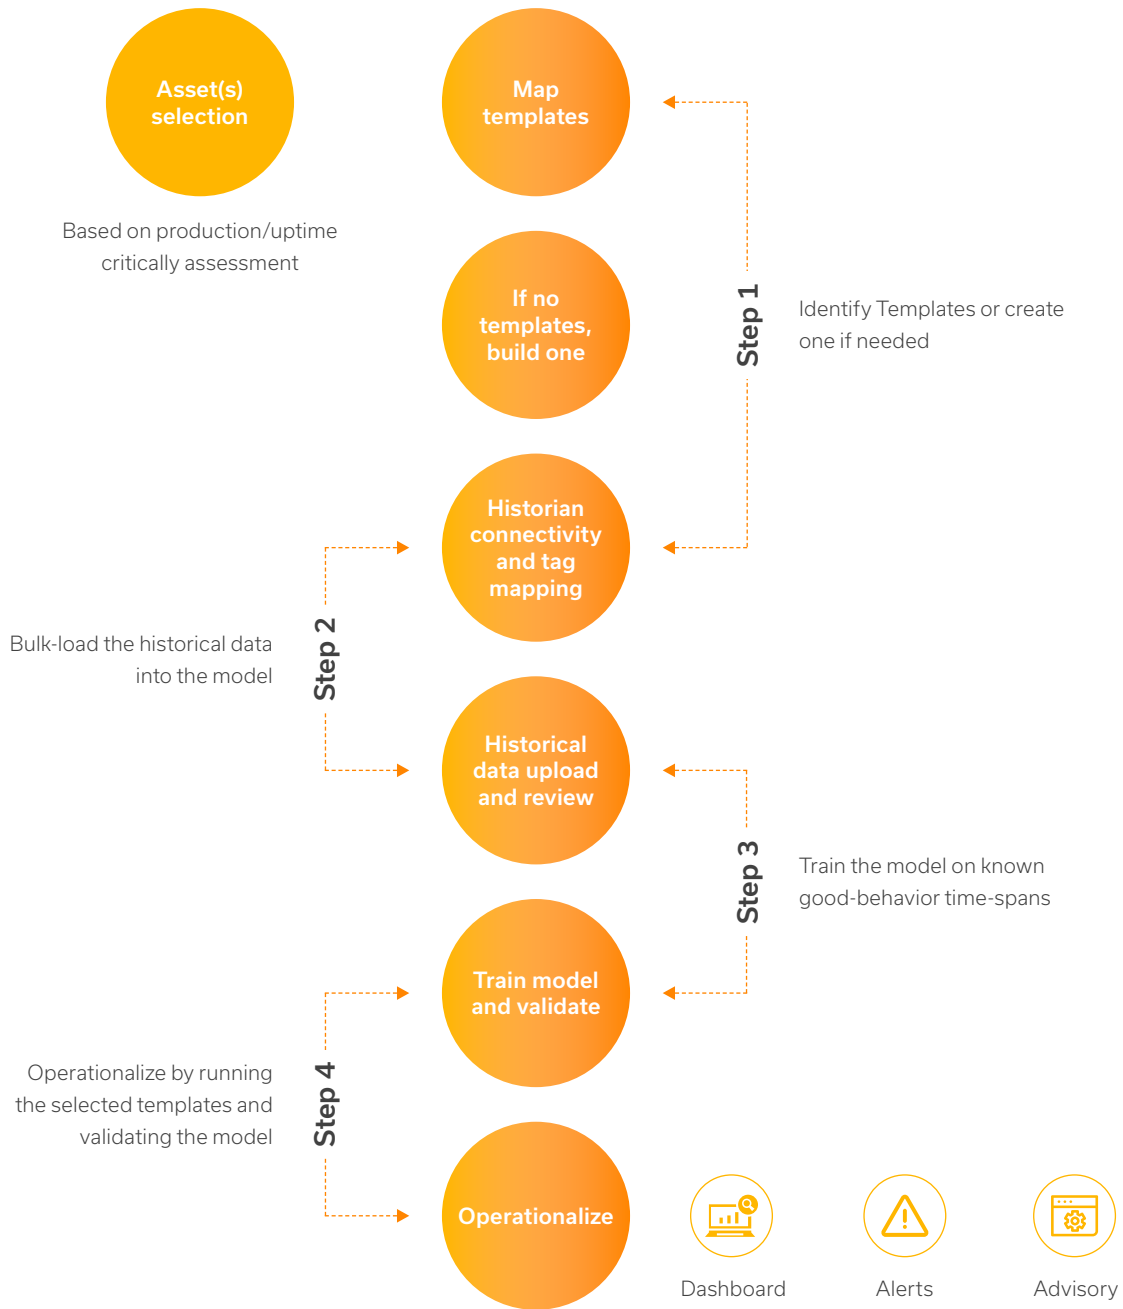 Asset(s)
selection
Based on production/uptime
critically assessment
Map
templates
If no
templates,
build one
Step 1
Identify Templates or create
one if needed
Historian
connectivity
and tag
mapping
Step 2
Bulk-load the historical data
into the model
Historical
data upload
and review
Step 3
Train the model on known
good-behavior time-spans
Train model
and validate
Step 4
Operationalize by running
the selected templates and
validating the model
Operationalize
Dashboard
Alerts
Advisory